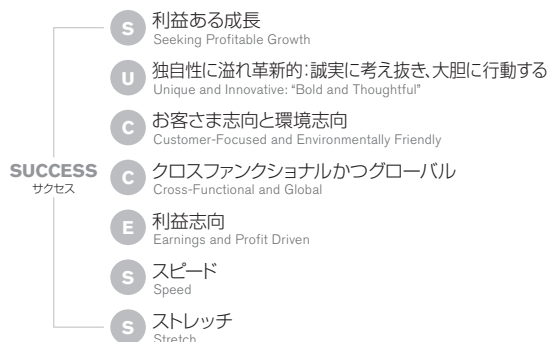 S 利益ある成長
Seeking Profitable Growth
U 独自性に溢れ革新的:誠実に考え抜き、大胆に行動する
Unique and Innovative: “Bold and Thoughtful”
C お客さま志向と環境志向
Customer-Focused and Environmentally Friendly
SUCCESS
サクセス
C クロスファンクショナルかつグローバル
Cross-Functional and Global
E 利益志向
Earnings and Profit Driven
S スピード
Speed
S ストレッチ
Stretch